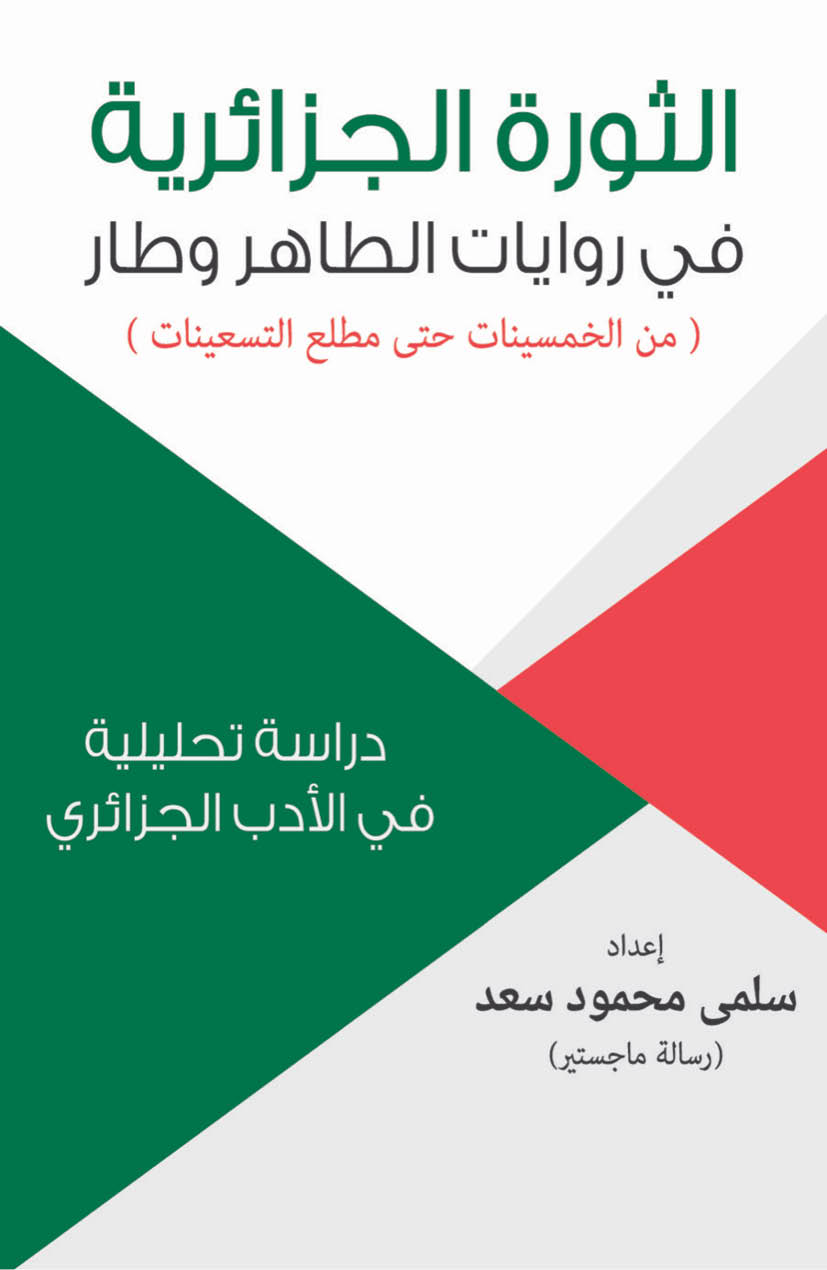 الثورة الجزائرية
في روايات الطاهر وطار
( من الخمسينات حتى مطلع التسعينات )
دراسة تحليلية
في الأدب الجزائري
إعداد
سلمى محمود سعد
(رسالة ماجستير)